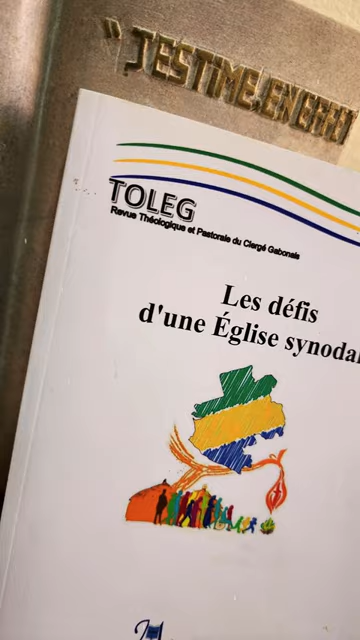 "J'ESTIME, EN EFFET
TOLEG
Revue Théologique et Pastorale du Clergé Gabonais
Les défis
d'une Église synodal